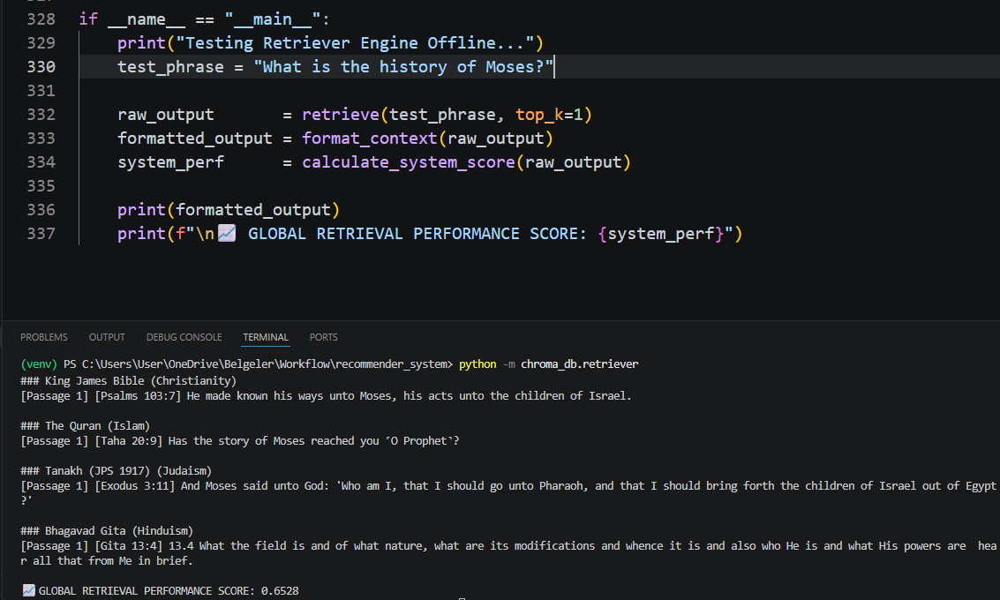 328 if __name__ == "__main__":
329 print("Testing Retriever Engine Offline...")
330 test_phrase = "What is the history of Moses?"
331
332 raw_output = retrieve(test_phrase, top_k=1)
333 formatted_output = format_context(raw_output)
334 system_perf = calculate_system_score(raw_output)
335
336 print(formatted_output)
337 print(f"\n📈 GLOBAL RETRIEVAL PERFORMANCE SCORE: {system_perf}")
PROBLEMS OUTPUT DEBUG CONSOLE TERMINAL PORTS
(venv) PS C:\Users\User\OneDrive\Belgeler\Workflow\recommender_system> python -m chroma_db.retriever
### King James Bible (Christianity)
[Passage 1] [Psalms 103:7] He made known his ways unto Moses, his acts unto the children of Israel.
### The Quran (Islam)
[Passage 1] [Taha 20:9] Has the story of Moses reached you ˹O Prophet˺?
### Tanakh (JPS 1917) (Judaism)
[Passage 1] [Exodus 3:11] And Moses said unto God: 'Who am I, that I should go unto Pharaoh, and that I should bring forth the children of Israel out of Egypt
?'
### Bhagavad Gita (Hinduism)
[Passage 1] [Gita 13:4] 13.4 What the field is and of what nature, what are its modifications and whence it is and also who He is and what His powers are  hea
r all that from Me in brief.
📈 GLOBAL RETRIEVAL PERFORMANCE SCORE: 0.6528